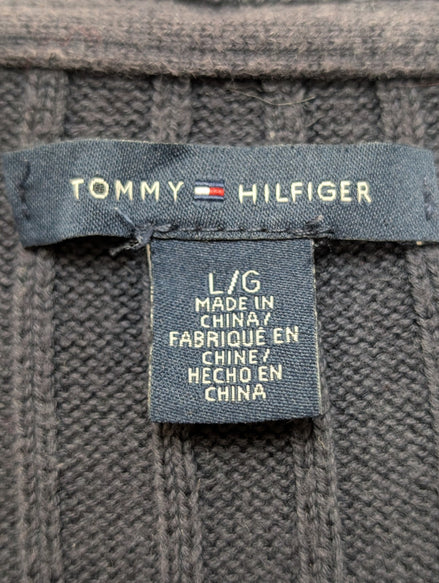 TOMMY HILFIGER
L/G
MADE IN
CHINA/
FABRIQUÉ EN
CHINE/
HECHO EN
CHINA